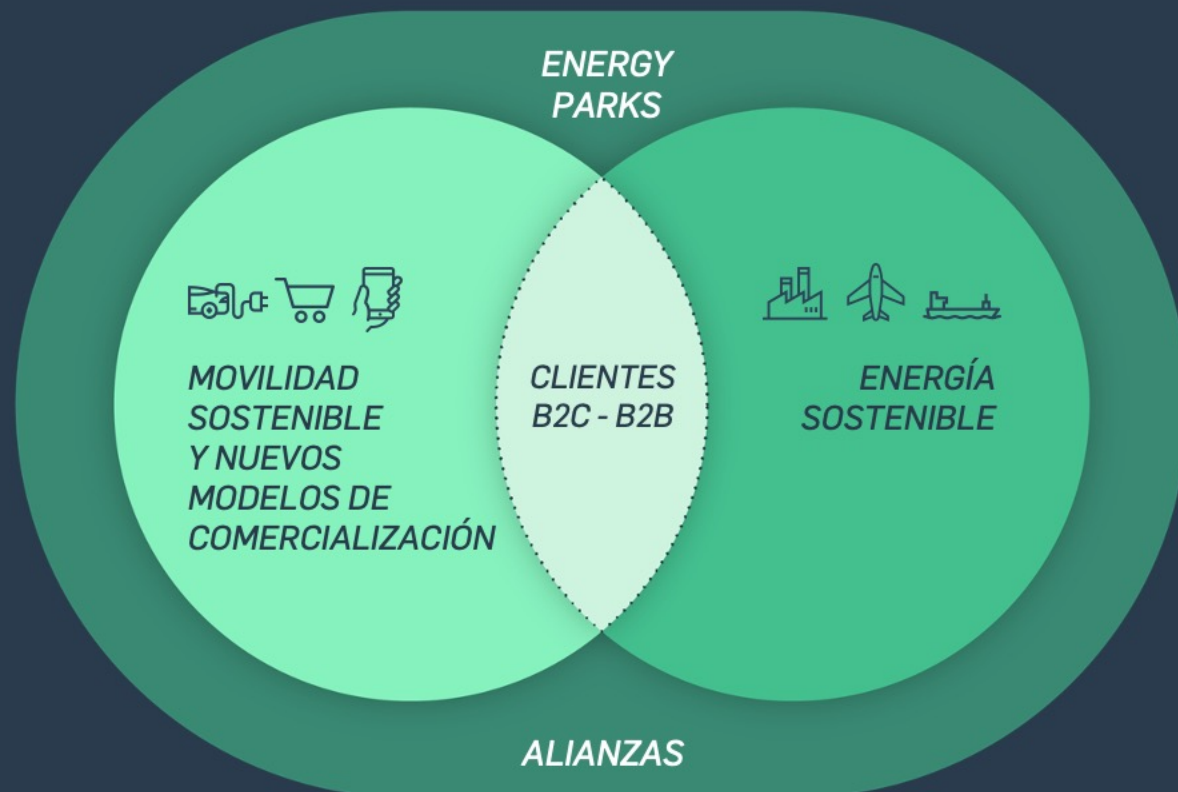 ENERGY
PARKS
MOVILIDAD
SOSTENIBLE
Y NUEVOS
MODELOS DE
COMERCIALIZACIÓN
CLIENTES
B2C - B2B
ENERGÍA
SOSTENIBLE
ALIANZAS